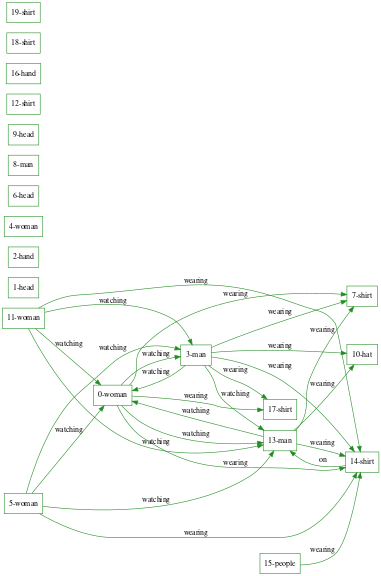 19-shirt
18-shirt
16-hand
12-shirt
9-head
8-man
6-head
4-woman
2-hand
1-head
wearing
7-shirt
wearing
11-woman
watching
wearing
wearing
watching
watching
watching
3-man
wearing
10-hat
wearing
watching
wearing
wearing
0-woman
watching
wearing
17-shirt
watching
watching
watching
watching
13-man
wearing
on
14-shirt
wearing
5-woman
watching
wearing
wearing
15-people